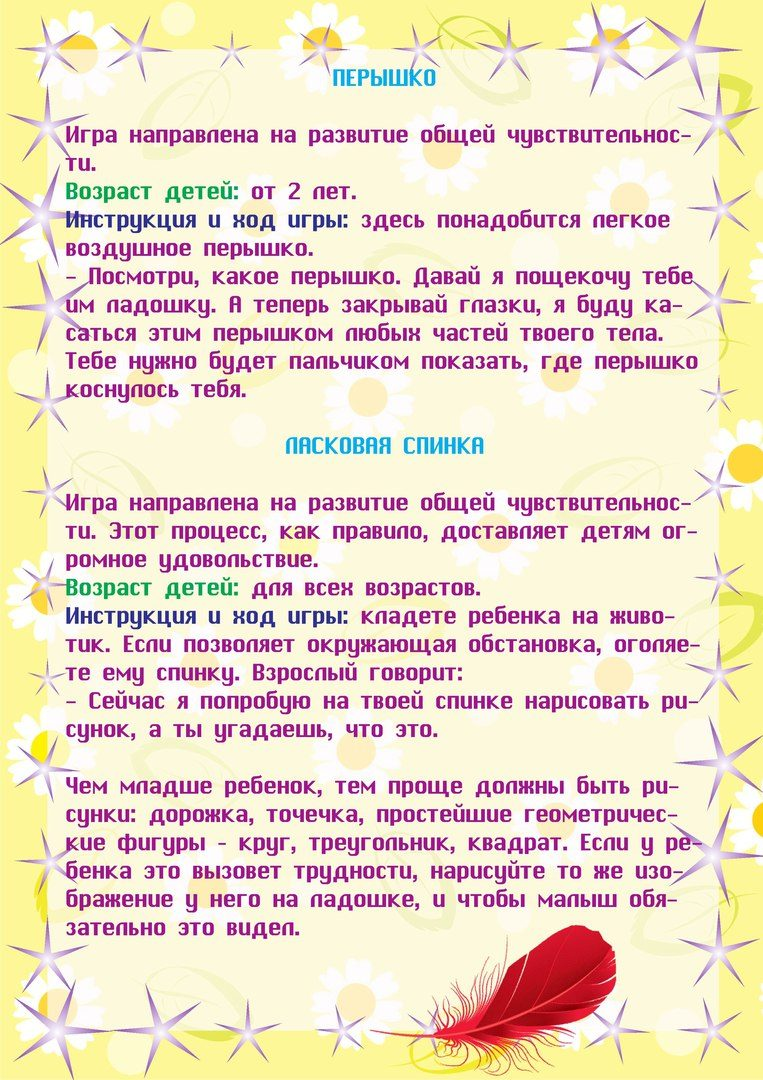 ПЕРЫШКО
Игра направлена на развитие общей чувствительнос-
ти.
Возраст детей: от 2 лет.
Инструкция и ход игры: здесь понадобится легкое
воздушное перышко.
- Посмотри, какое перышко. Давай я пощекочу тебе
им ладошку. А теперь закрывай глазки, я буду ка-
саться этим перышком любых частей твоего тела.
Тебе нужно будет пальчиком показать, где перышко
коснулось тебя.
ЛАСКОВАЯ СПИНКА
Игра направлена на развитие общей чувствительнос-
ти. Этот процесс, как правило, доставляет детям ог-
ромное удовольствие.
Возраст детей: для всех возрастов.
Инструкция и ход игры: кладете ребенка на живо-
тик. Если позволяет окружающая обстановка, оголяе-
те ему спинку. Взрослый говорит:
- Сейчас я попробую на твоей спинке нарисовать ри-
сунок, а ты угадаешь, что это.
Чем младше ребенок, тем проще должны быть ри-
сунки: дорожка, точечка, простейшие геометричес-
кие фигуры - круг, треугольник, квадрат. Если у ре-
бенка это вызовет трудности, нарисуйте то же изо-
бражение у него на ладошке, и чтобы малыш обя-
зательно это видел.